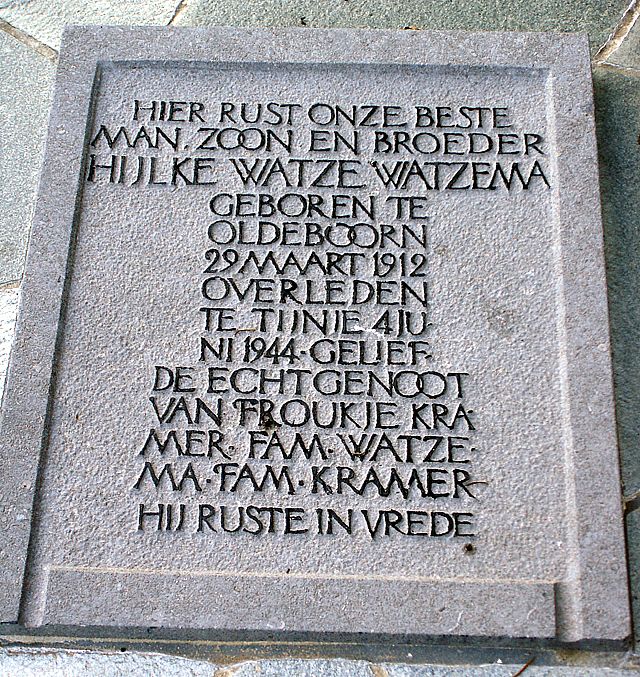 HIER RUST ONZE BESTE
MAN. ZOON EN BROEDER
HIJLKE WATZE WATZEMA
GEBOREN TE
OLDEBOORN
29 MAART 1912
OVERLEDEN
TE TIJNJE 4 JU-
NI 1944 · GELIEF-
DE ECHTGENOOT
VAN FROUKJE KRA-
MER · FAM · WATZE-
MA · FAM · KRAMER
HIJ RUSTE IN VREDE